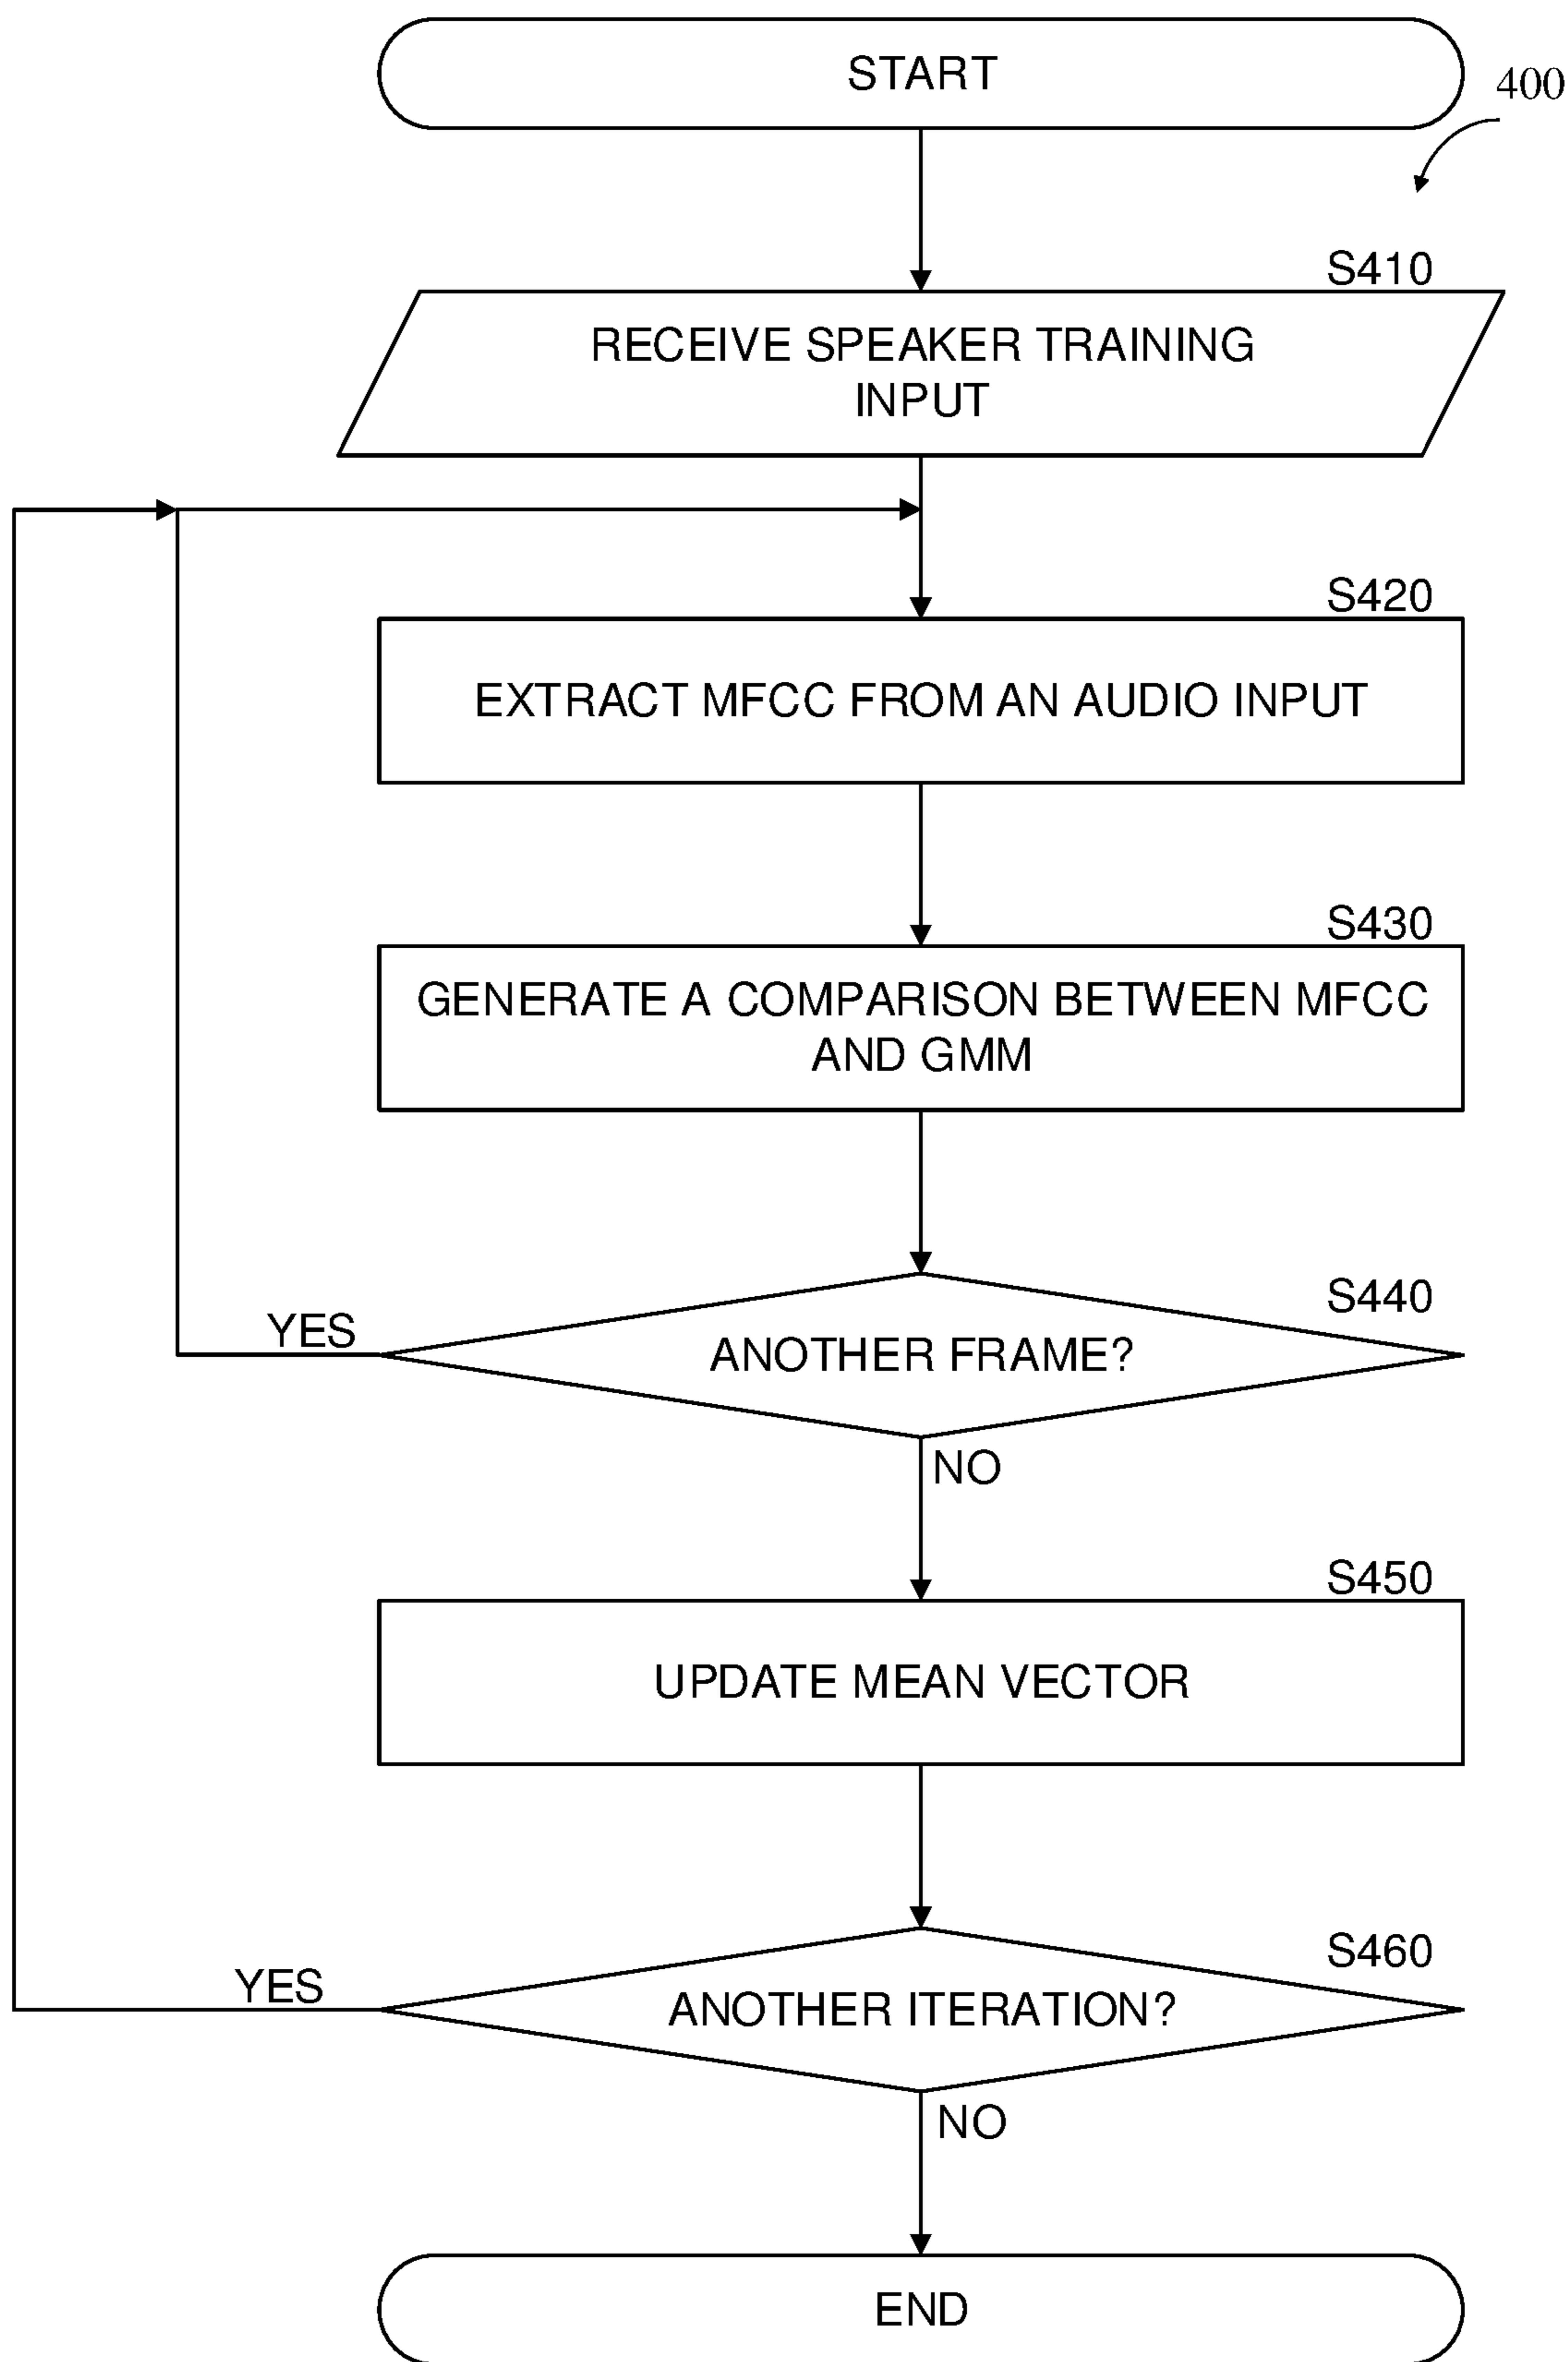 START
400
S410
RECEIVE SPEAKER TRAINING
INPUT
S420
EXTRACT MFCC FROM AN AUDIO INPUT
S430
GENERATE A COMPARISON BETWEEN MFCC
AND GMM
S440
YES
ANOTHER FRAME?
NO
S450
UPDATE MEAN VECTOR
S460
YES
ANOTHER ITERATION?
NO
END